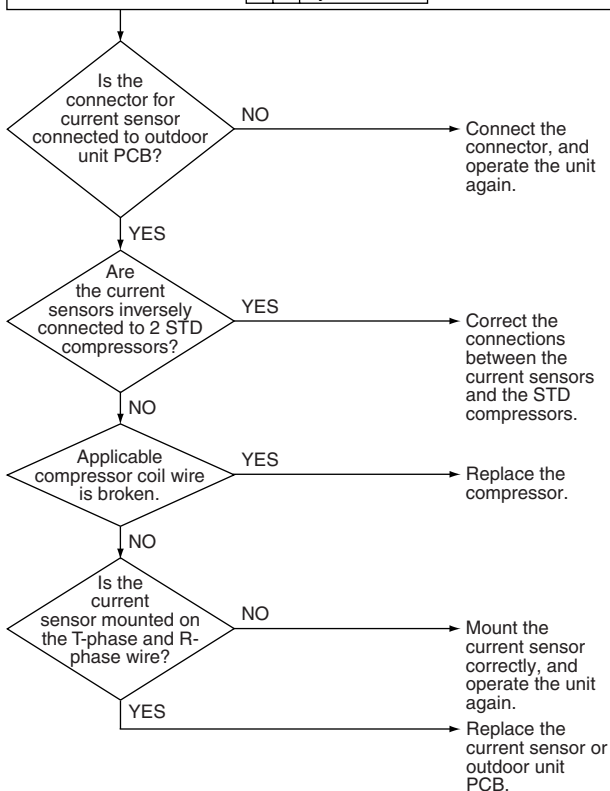 Is the
connector for
current sensor
connected to outdoor
unit PCB?
NO
Connect the
connector, and
operate the unit
again.
YES
Are
the current
sensors inversely
connected to 2 STD
compressors?
YES
Correct the
connections
between the
current sensors
and the STD
compressors.
NO
Applicable
compressor coil wire
is broken.
YES
Replace the
compressor.
NO
Is the
current
sensor mounted on
the T-phase and R-
phase wire?
NO
Mount the
current sensor
correctly, and
operate the unit
again.
YES
Replace the
current sensor or
outdoor unit
PCB.